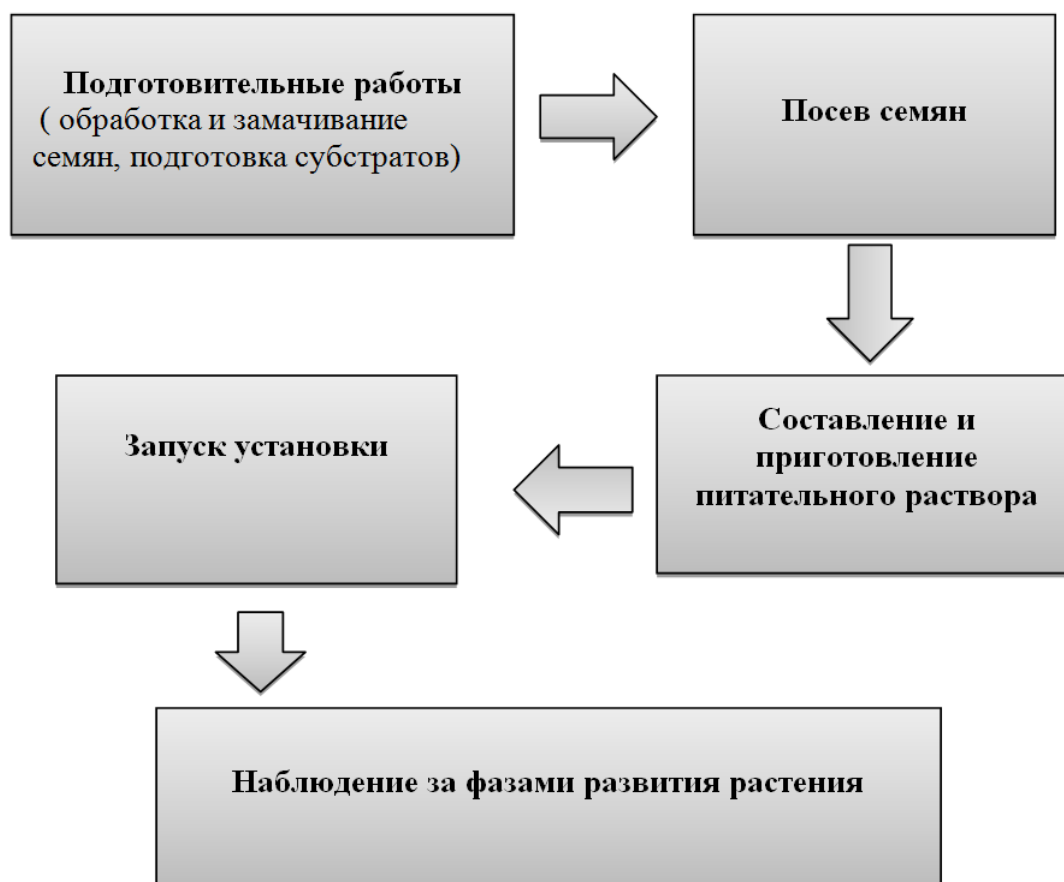 Подготовительные работы
( обработка и замачивание
семян, подготовка субстратов)
Посев семян
Составление и
приготовление
питательного раствора
Запуск установки
Наблюдение за фазами развития растения